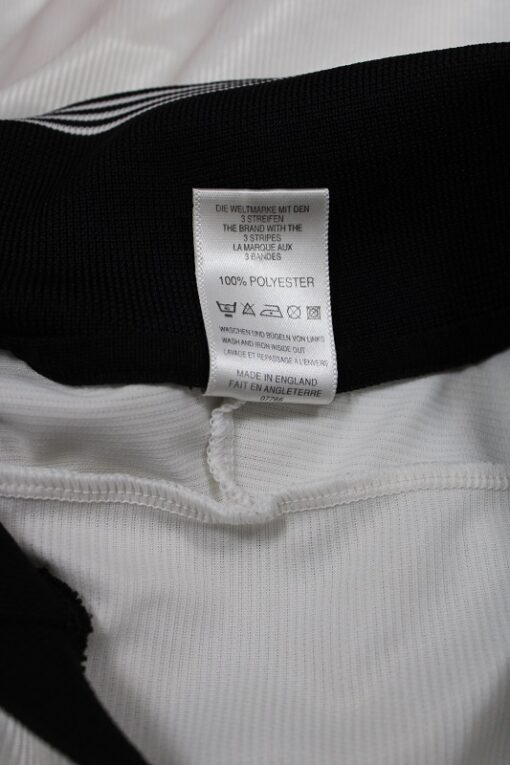 DIE WELTMARKE MIT DEN
3 STREIFEN
THE BRAND WITH THE
3 STRIPES
LA MARQUE AUX
3 BANDES
100% POLYESTER
WASCHEN UND BÜGELN VON LINKS
WASH AND IRON INSIDE OUT
LAVAGE ET REPASSAGE A L'ENVERS
MADE IN ENGLAND
FAIT EN ANGLETERRE